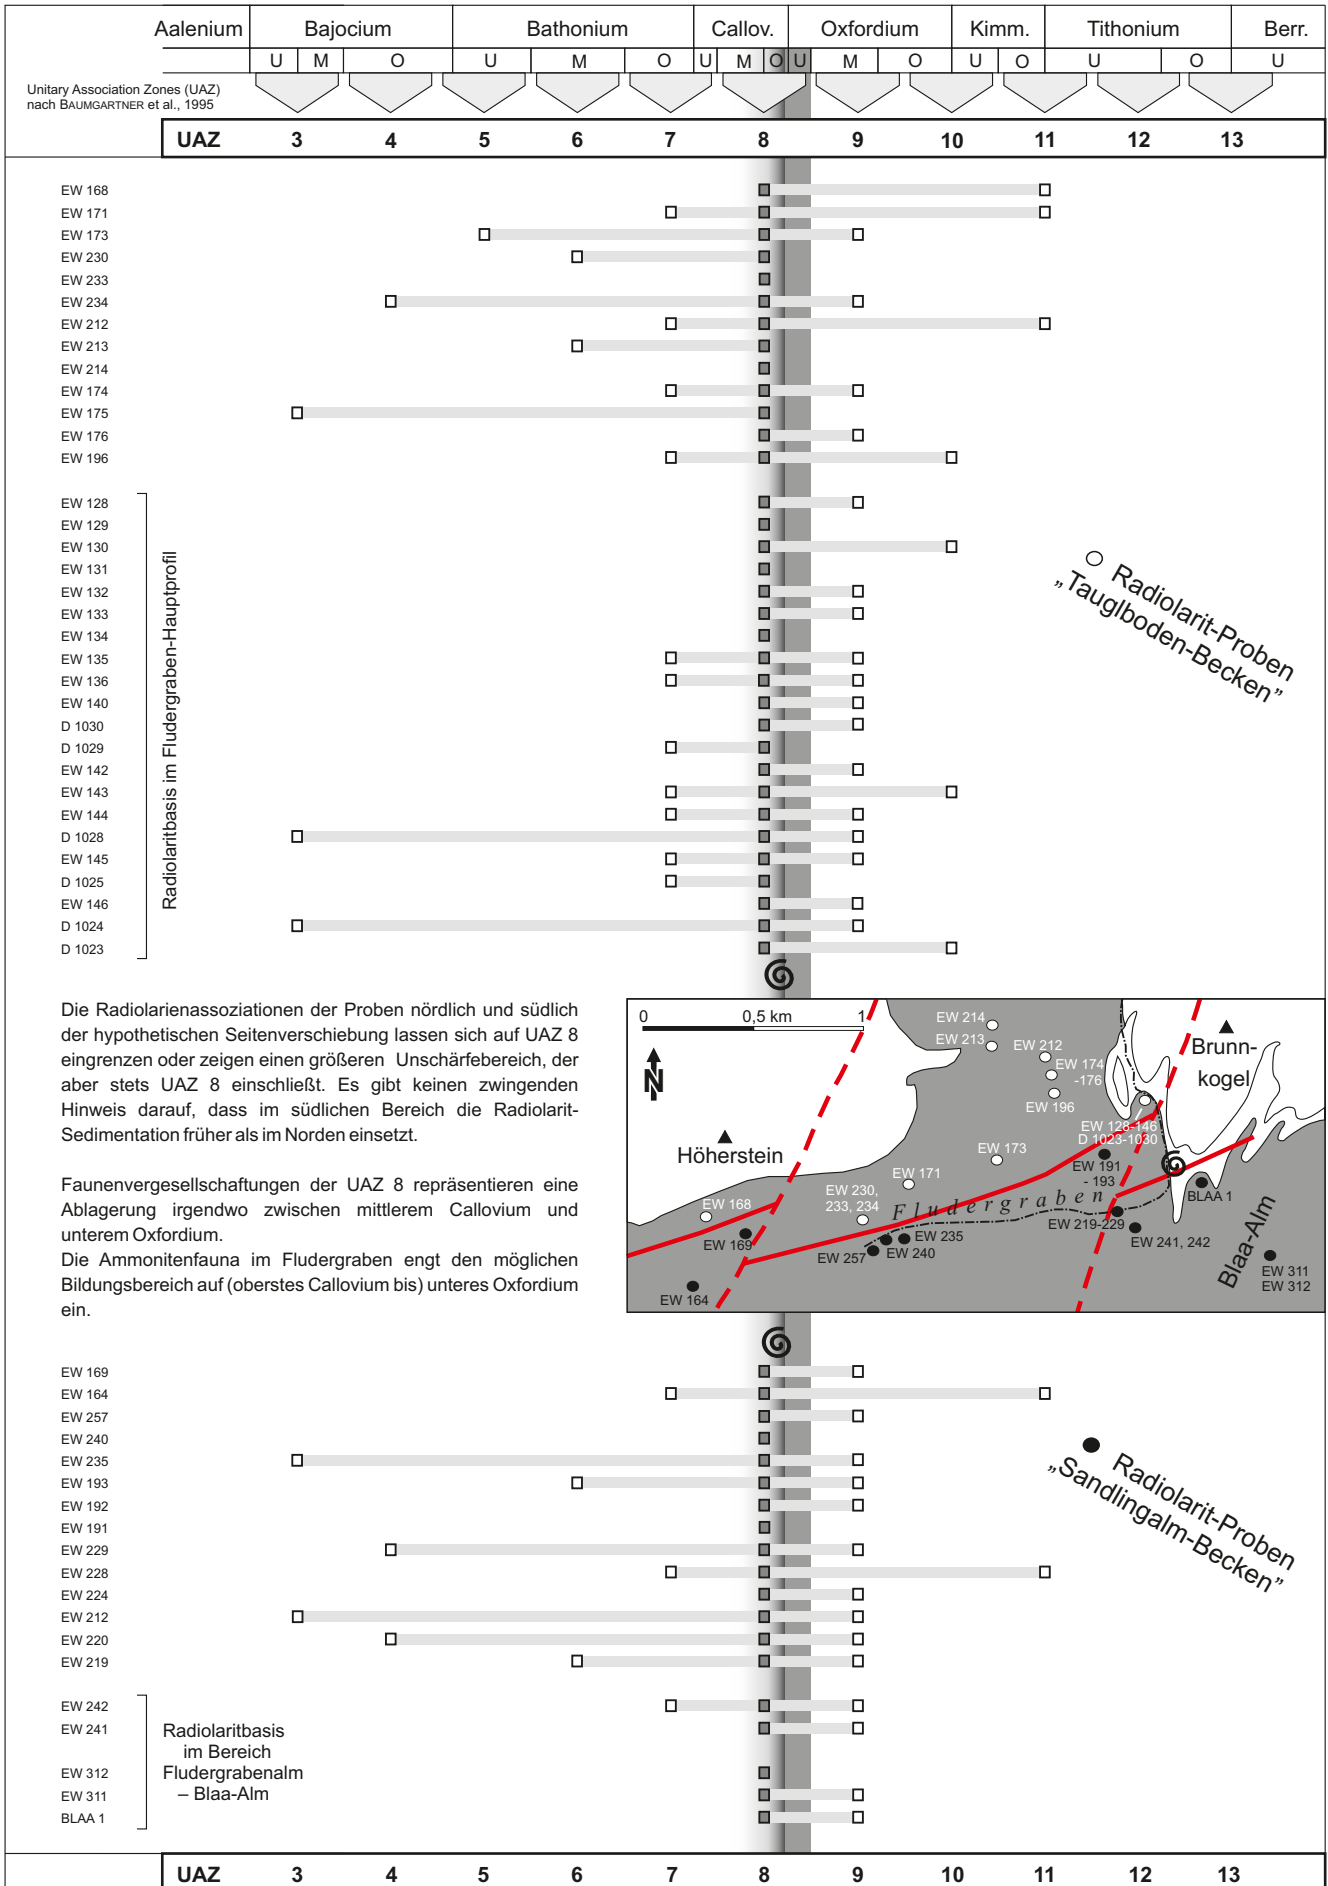 Aalenium Bajocium Bathonium Callov. Oxfordium Kimm. Tithonium Berr.
U M O U M O U M O U M O U O U O U
Unitary Association Zones (UAZ)
nach BAUMGARTNER et al., 1995
UAZ 3 4 5 6 7 8 9 10 11 12 13
EW 168
EW 171
EW 173
EW 230
EW 233
EW 234
EW 212
EW 213
EW 214
EW 174
EW 175
EW 176
EW 196
Radiolaritbasis im Fludergraben-Hauptprofil
EW 128
EW 129
EW 130
EW 131
EW 132
EW 133
EW 134
EW 135
EW 136
EW 140
D 1030
D 1029
EW 142
EW 143
EW 144
D 1028
EW 145
D 1025
EW 146
D 1024
D 1023
Radiolarit-Proben
„Tauglboden-Becken”
Die Radiolarienassoziationen der Proben nördlich und südlich
der hypothetischen Seitenverschiebung lassen sich auf UAZ 8
eingrenzen oder zeigen einen größeren Unschärfebereich, der
aber stets UAZ 8 einschließt. Es gibt keinen zwingenden
Hinweis darauf, dass im südlichen Bereich die Radiolarit-
Sedimentation früher als im Norden einsetzt.
Faunenvergesellschaftungen der UAZ 8 repräsentieren eine
Ablagerung irgendwo zwischen mittlerem Callovium und
unterem Oxfordium.
Die Ammonitenfauna im Fludergraben engt den möglichen
Bildungsbereich auf (oberstes Callovium bis) unteres Oxfordium
ein.
0 0,5 km 1
N
EW 214
EW 213
EW 212
EW 174
-176
EW 196
Brunn-
kogel
EW 128-146
D 1023-1030
Höherstein
EW 173
EW 171
EW 191
- 193
BLAA 1
EW 168
EW 230,
233, 234
Fludergraben
EW 169
EW 235
EW 257
EW 240
EW 219-229
EW 241, 242
Blaa-Alm
EW 311
EW 312
EW 164
EW 169
EW 164
EW 257
EW 240
EW 235
EW 193
EW 192
EW 191
EW 229
EW 228
EW 224
EW 212
EW 220
EW 219
Radiolarit-Proben
„Sandlingalm-Becken”
EW 242
EW 241
EW 312
EW 311
BLAA 1
Radiolaritbasis
im Bereich
Fludergrabenalm
– Blaa-Alm
UAZ 3 4 5 6 7 8 9 10 11 12 13